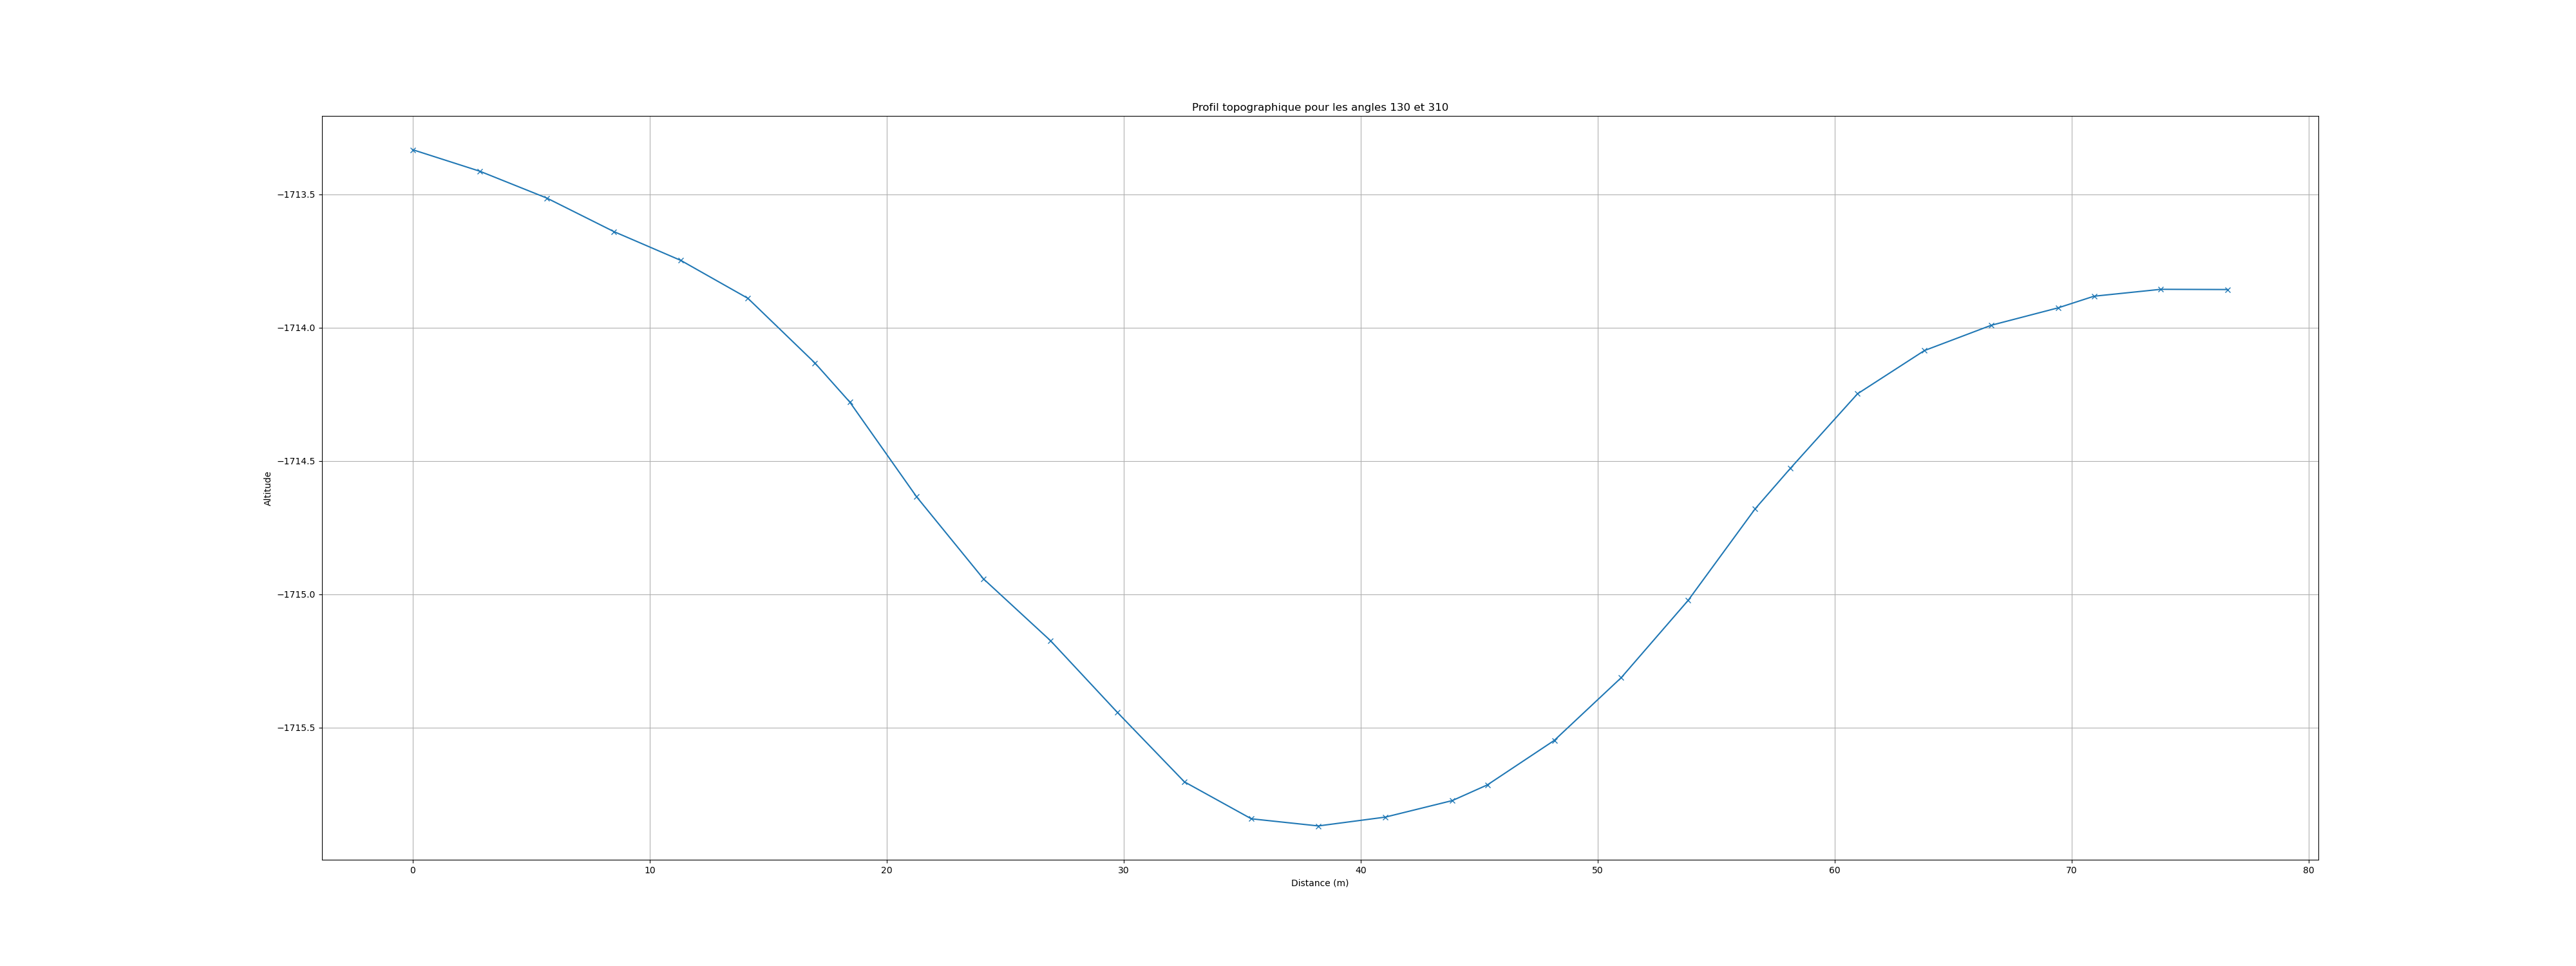 Profil topographique pour les angles 130 et 310
−1713.5
−1714.0
−1714.5
−1715.0
−1715.5
Altitude
0 10 20 30 40 50 60 70 80
Distance (m)